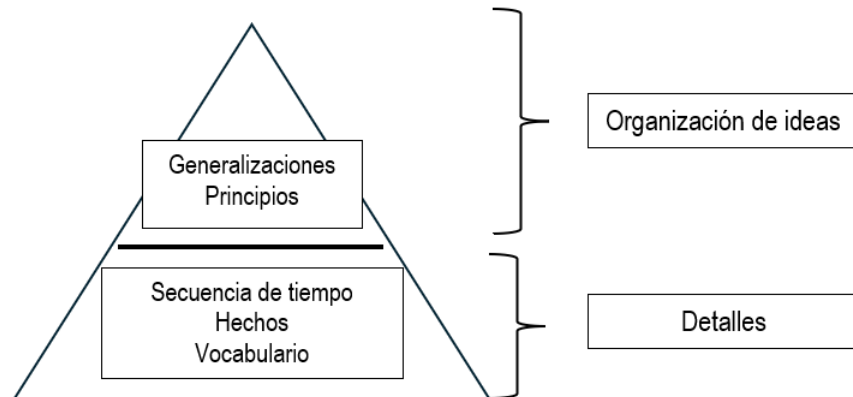 Generalizaciones
Principios
Organización de ideas
Secuencia de tiempo
Hechos
Vocabulario
Detalles